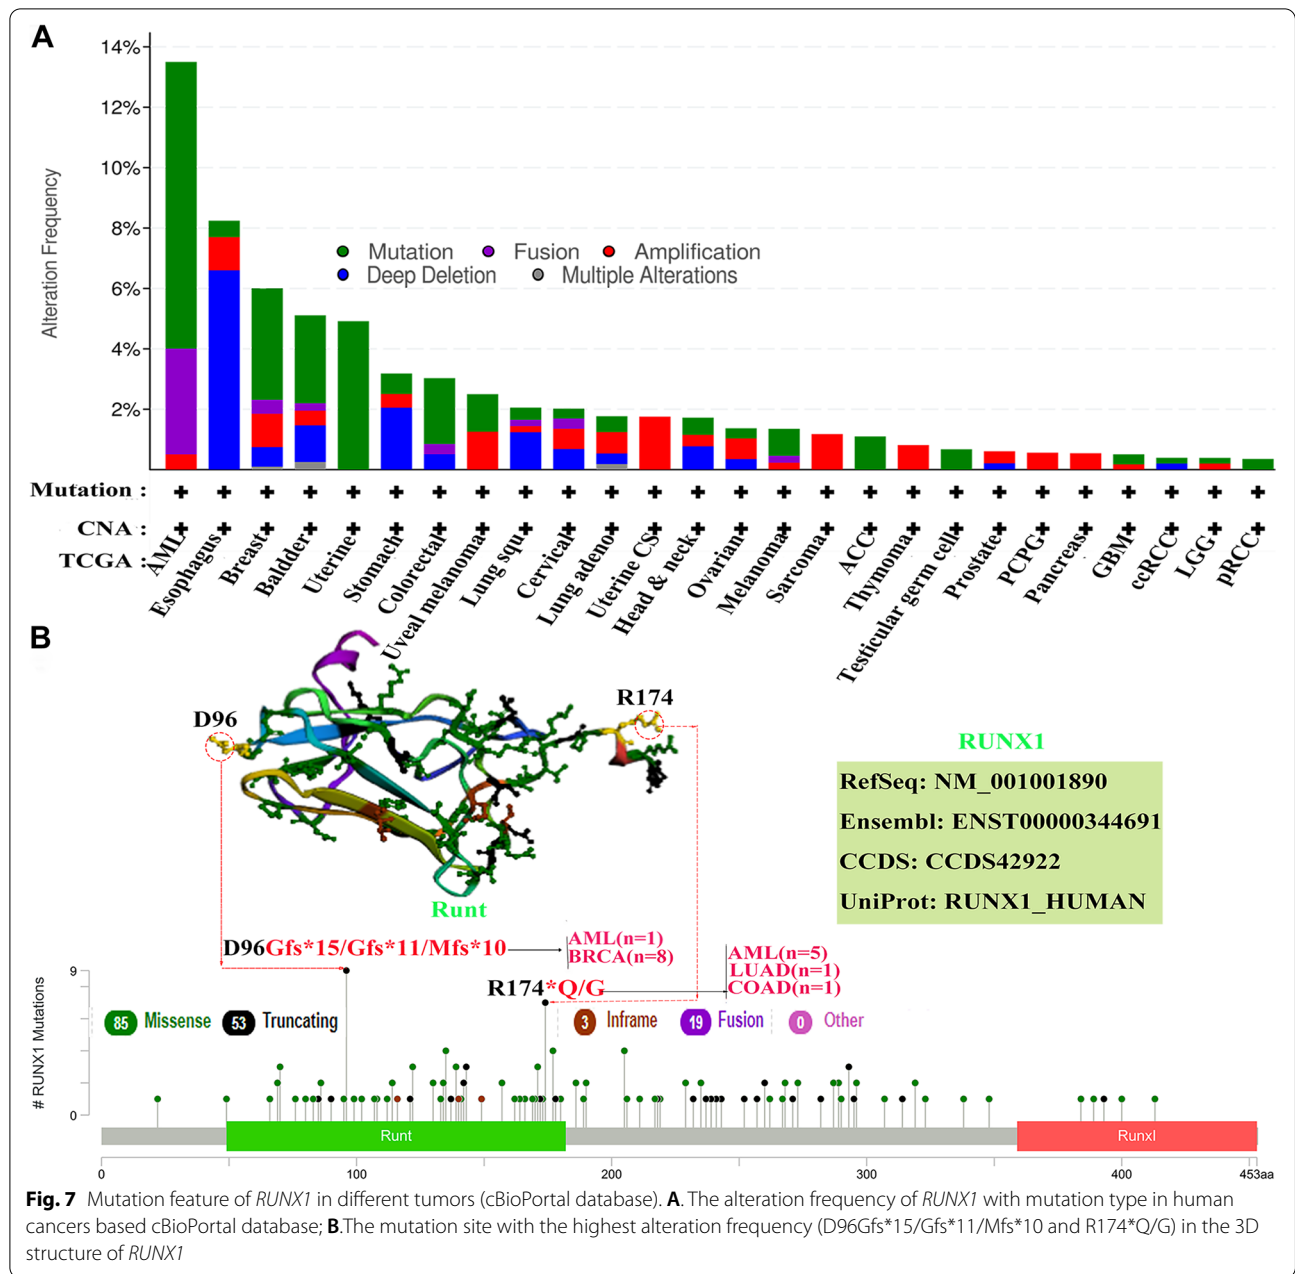 A
14%
12%
10%
8%
6%
4%
2%
Alteration Frequency
Mutation Fusion Amplification
Deep Deletion Multiple Alterations
Mutation :
CNA :
TCGA :
AML
Esophagus
Breast
Baldder
Uterine
Stomach
Colorectal
Uveal melanoma
Lung squ
Cervical
Lung adeno
Uterine CS
Head & neck
Ovarian
Melanoma
Sarcoma
ACC
Thymoma
Testicular germ cell
Prostate
PCPG
Pancreas
GBM
ccRCC
LGG
pRCC
B
D96
R174
Runt
RUNX1
RefSeq: NM_001001890
Ensembl: ENST00000344691
CCDS: CCDS42922
UniProt: RUNX1_HUMAN
D96Gfs*15/Gfs*11/Mfs*10
AML(n=1)
BRCA(n=8)
R174*Q/G
AML(n=5)
LUAD(n=1)
COAD(n=1)
# RUNX1 Mutations
9
0
85 Missense 53 Truncating 3 Inframe 19 Fusion 0 Other
Runt
RunxI
0 100 200 300 400 453aa
Fig. 7 Mutation feature of RUNX1 in different tumors (cBioPortal database). A. The alteration frequency of RUNX1 with mutation type in human
cancers based cBioPortal database; B.The mutation site with the highest alteration frequency (D96Gfs*15/Gfs*11/Mfs*10 and R174*Q/G) in the 3D
structure of RUNX1